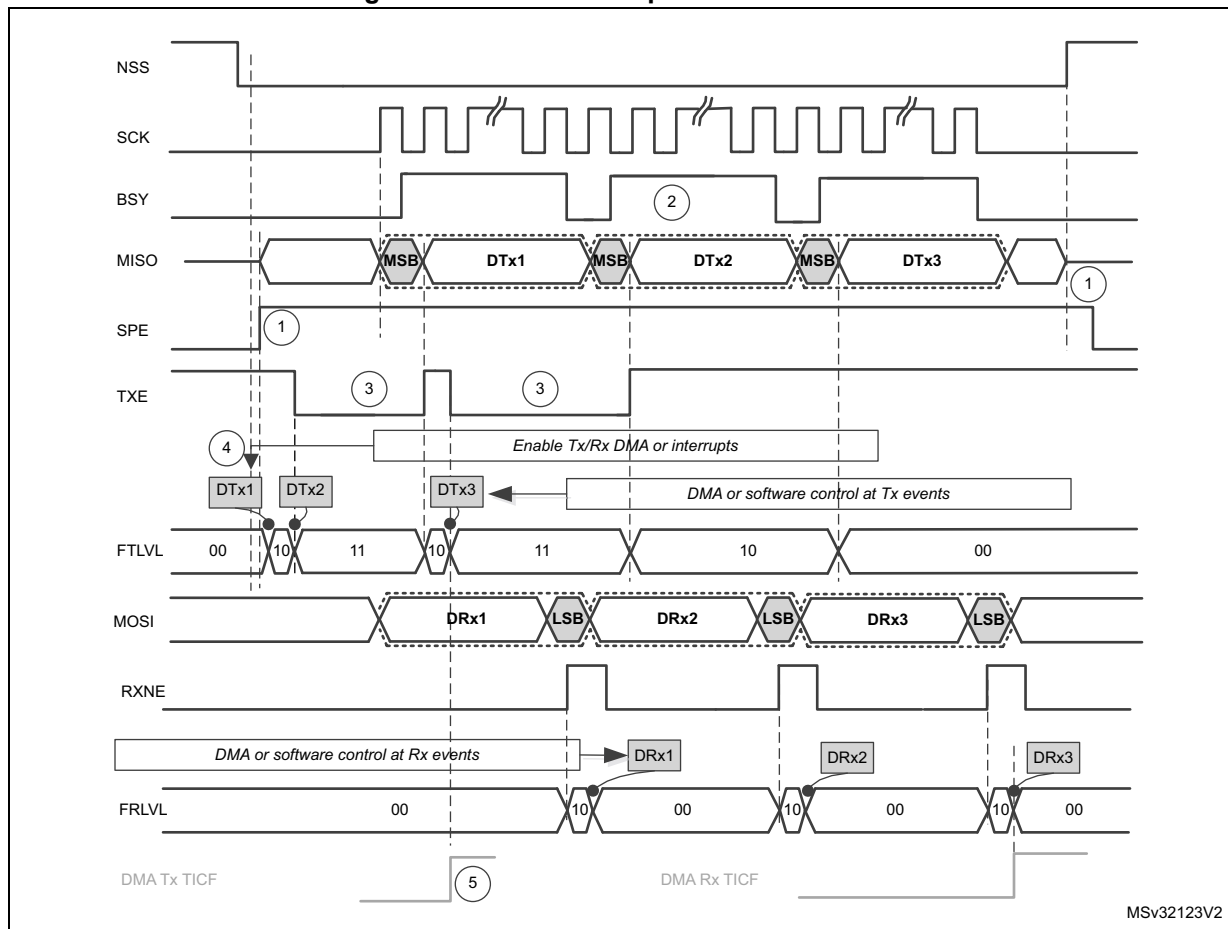 NSS
SCK
BSY
2
MISO MSB DTx1 MSB DTx2 MSB DTx3
1
SPE 1
TXE 3 3
4 Enable Tx/Rx DMA or interrupts
DTx1 DTx2 DTx3 DMA or software control at Tx events
FTLVL 00 10 11 10 11 10 00
MOSI DRx1 LSB DRx2 LSB DRx3 LSB
RXNE
DMA or software control at Rx events DRx1 DRx2 DRx3
FRLVL 00 10 00 10 00 10 00
DMA Tx TICF 5 DMA Rx TICF
MSv32123V2